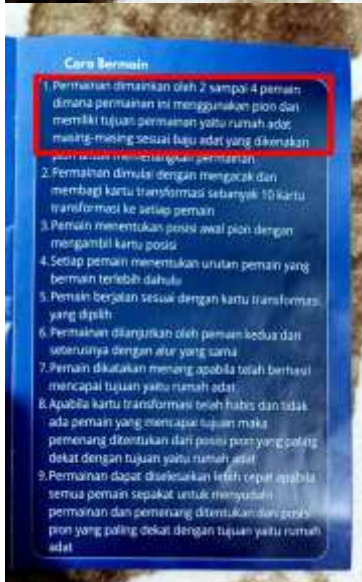 Cara Bermain
1. Permainan dimainkan oleh 2 sampai 4 pemain
dimana permainan ini menggunakan pion dan
memiliki tujuan permainan yaitu rumah adat
masing-masing sesuai baju adat yang dikenakan
pion untuk memenangkan permainan
2. Permainan dimulai dengan mengacak dan
membagi kartu transformasi sebanyak 10 kartu
transformasi ke setiap pemain
3. Pemain menentukan posisi awal pion dengan
mengambil kartu posisi
4. Setiap pemain menentukan urutan pemain yang
bermain terlebih dahulu
5. Pemain berjalan sesuai dengan kartu transformasi
yang dipilih
6. Permainan dilanjutkan oleh pemain kedua dan
seterusnya dengan alur yang sama
7. Pemain dikatakan menang apabila telah berhasil
mencapai tujuan yaitu rumah adat
8. Apabila kartu transformasi telah habis dan tidak
ada pemain yang mencapai tujuan maka
pemenang ditentukan dari posisi pion yang paling
dekat dengan tujuan yaitu rumah adat
9. Permainan dapat diselesaikan lebih cepat apabila
semua pemain sepakat untuk menyudahi
permainan dan pemenang ditentukan dari posisi
pion yang paling dekat dengan tujuan yaitu rumah
adat